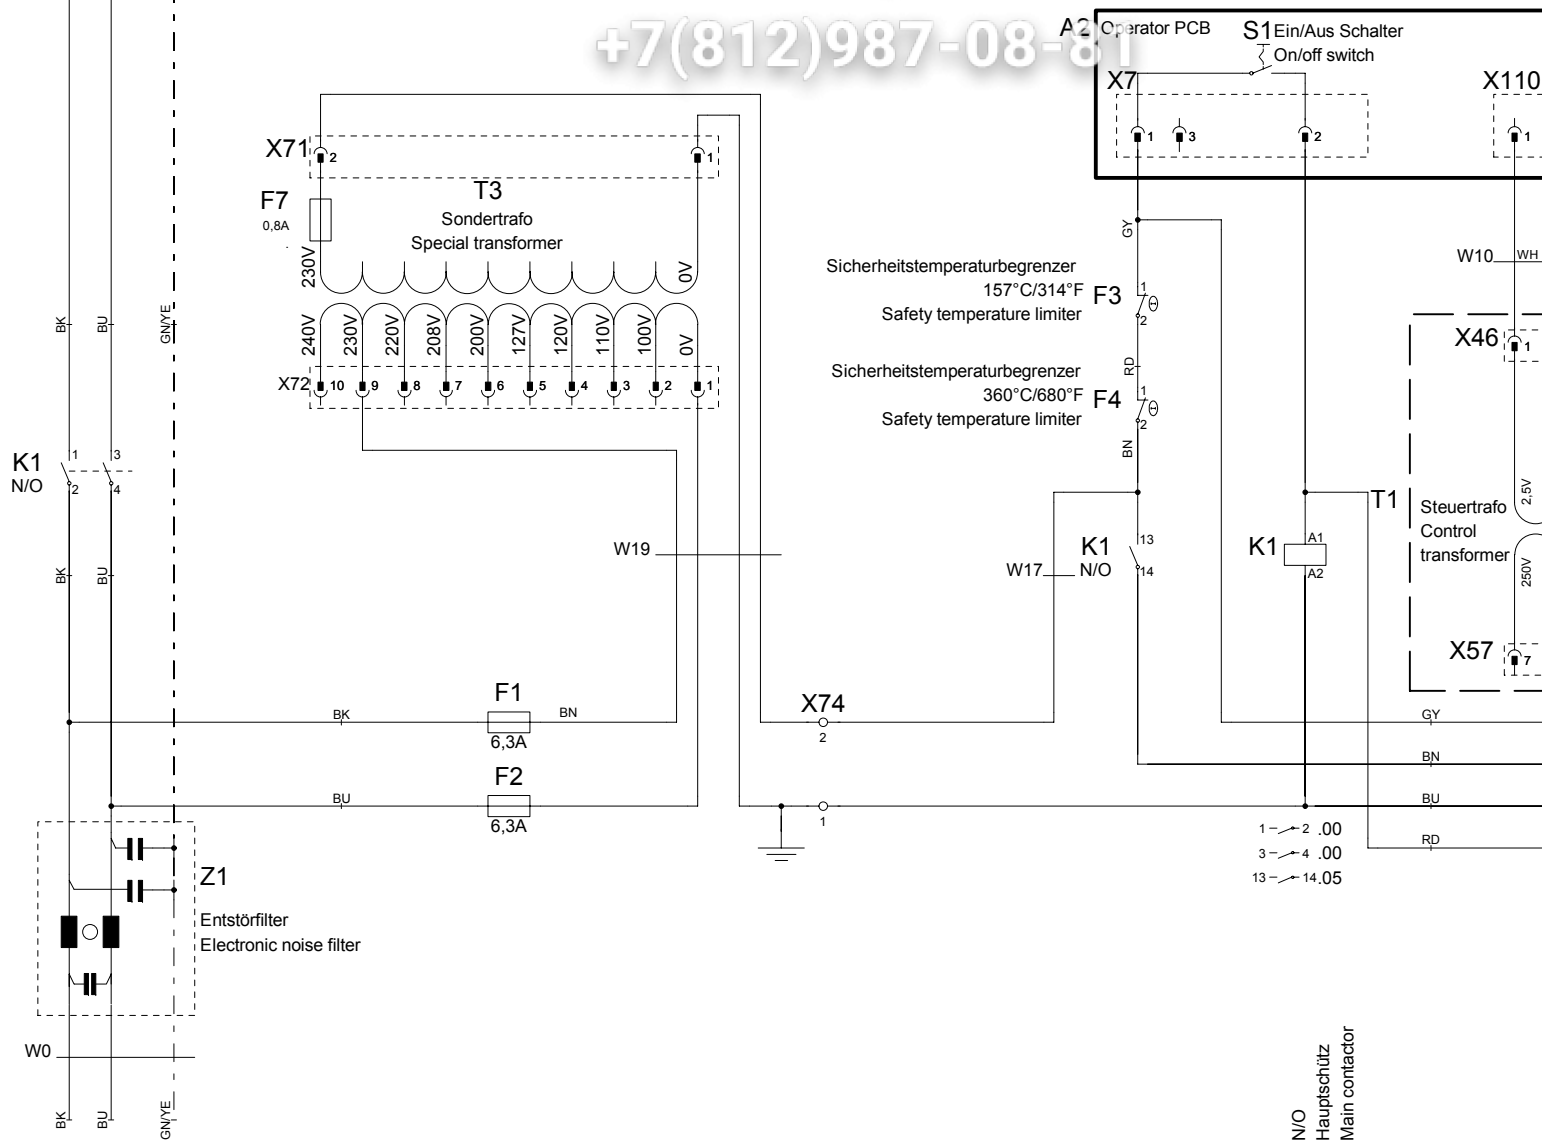 +7(812)987-08-81
A2 Operator PCB
S1 Ein/Aus Schalter
On/off switch
X7
X110
1 3 2 1
X71 2 1
F7
0,8A
T3
Sondertrafo
Special transformer
230V 0V
240V 230V 220V 208V 200V 127V 120V 110V 100V 0V
X72 10 9 8 7 6 5 4 3 2 1
GY
Sicherheitstemperaturbegrenzer
157°C/314°F
Safety temperature limiter
F3
1
2
RD
Sicherheitstemperaturbegrenzer
360°C/680°F
Safety temperature limiter
F4
1
2
BN
W10 WH
X46 1
BK BU GN/YE
K1
N/O
1 3
2 4
BK BU
W19
W17
K1
N/O
13
14
K1
A1
A2
T1
Steuertrafo
Control
transformer
2,5V
250V
X57 7
F1
BK BN
6,3A
X74
2
GY
BN
F2
BU
6,3A
1
BU
RD
1 2 .00
3 4 .00
13 14 .05
Z1
Entstörfilter
Electronic noise filter
W0
BK BU GN/YE
N/O
Hauptschütz
Main contactor